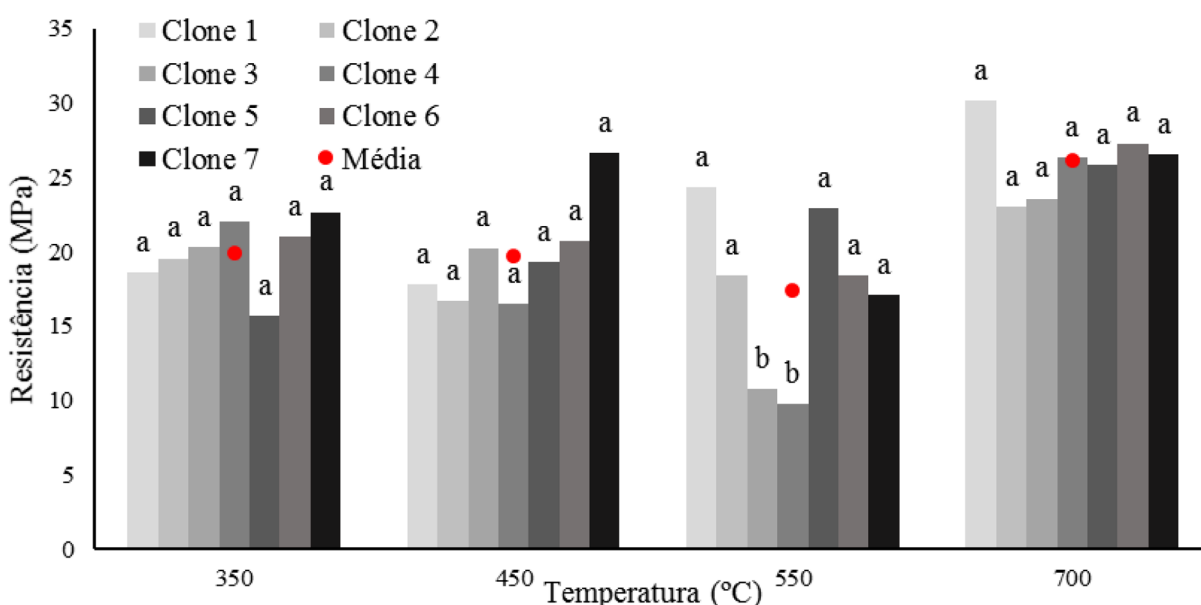 35
30
25
20
15
10
5
0
Resistência (MPa)
Clone 1 Clone 2
Clone 3 Clone 4
Clone 5 Clone 6
Clone 7 Média
a a a a a a a
a a a a a a a
a a b b a a a
a a a a a a a
350 450 550 700
Temperatura (ºC)